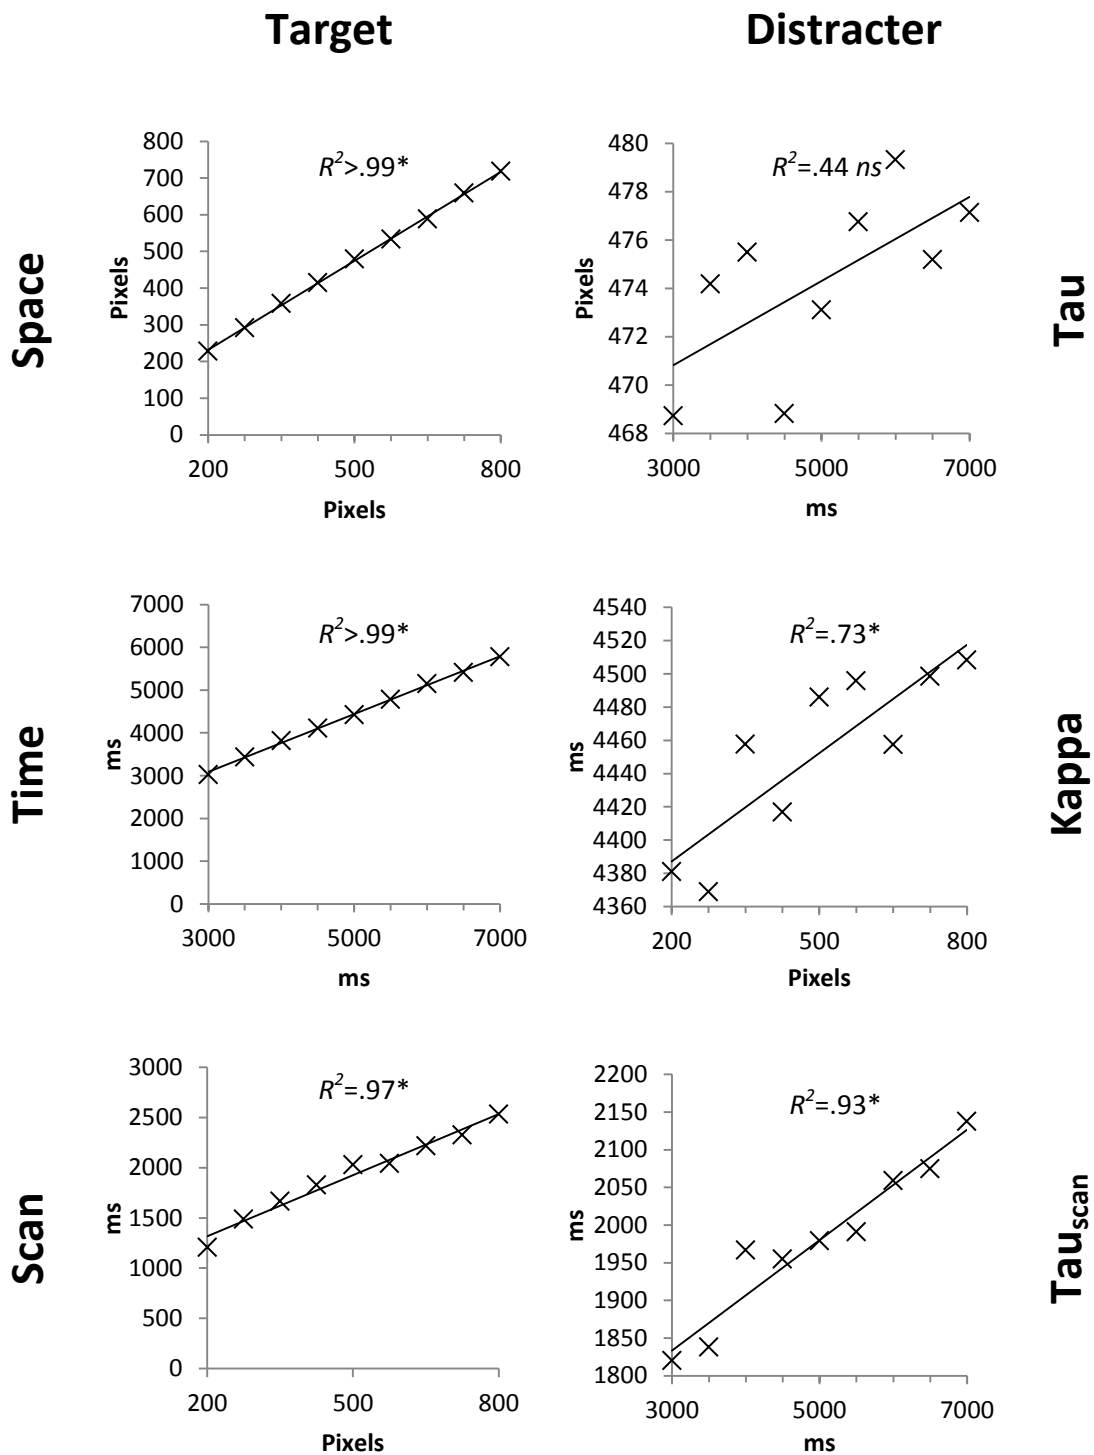 Target
Distracter
Space
800
700
600
500
400
300
200
100
0
Pixels
R²>.99*
200 500 800
Pixels
480
478
476
474
472
470
468
Pixels
R²=.44 ns
3000 5000 7000
ms
Tau
Time
7000
6000
5000
4000
3000
2000
1000
0
ms
R²>.99*
3000 5000 7000
ms
4540
4520
4500
4480
4460
4440
4420
4400
4380
4360
ms
R²=.73*
200 500 800
Pixels
Kappa
Scan
3000
2500
2000
1500
1000
500
0
ms
R²=.97*
200 500 800
Pixels
2200
2150
2100
2050
2000
1950
1900
1850
1800
ms
R²=.93*
3000 5000 7000
ms
Tauscan